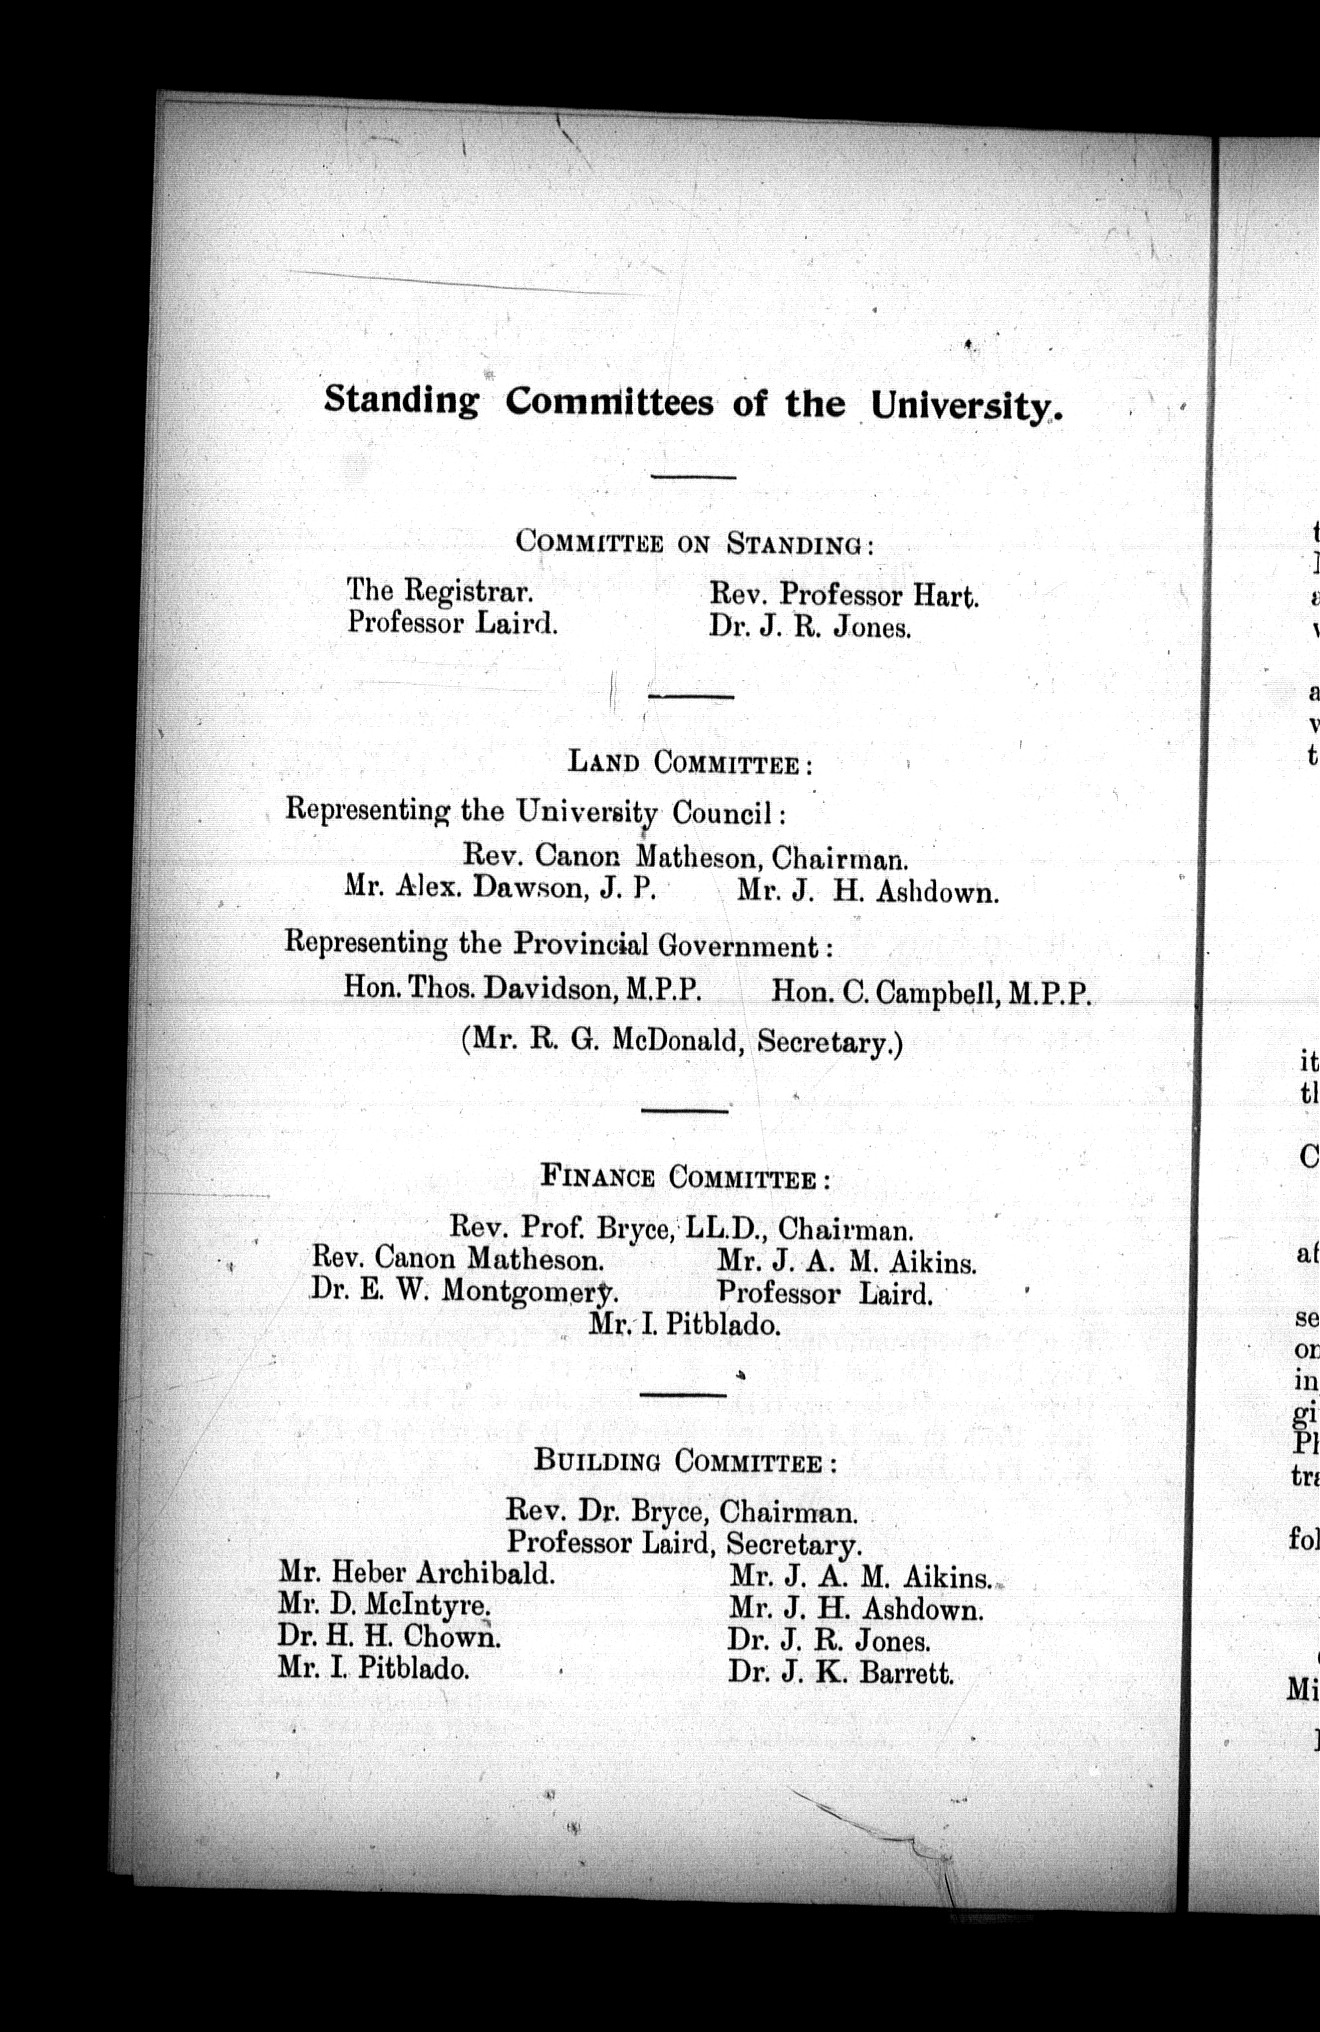 Standing Committees of the University.
COMMITTEE ON STANDING:
The Registrar. Rev. Professor Hart.
Professor Laird. Dr. J. R. Jones.
LAND COMMITTEE:
Representing the University Council:
Rev. Canon Matheson, Chairman.
Mr. Alex. Dawson, J. P. Mr. J. H. Ashdown.
Representing the Provincial Government:
Hon. Thos. Davidson, M.P.P. Hon. C. Campbell, M.P.P.
(Mr. R. G. McDonald, Secretary.)
FINANCE COMMITTEE:
Rev. Prof. Bryce, LL.D., Chairman.
Rev. Canon Matheson. Mr. J. A. M. Aikins.
Dr. E. W. Montgomery. Professor Laird.
Mr. I. Pitblado.
BUILDING COMMITTEE:
Rev. Dr. Bryce, Chairman.
Professor Laird, Secretary.
Mr. Heber Archibald. Mr. J. A. M. Aikins.
Mr. D. McIntyre. Mr. J. H. Ashdown.
Dr. H. H. Chown. Dr. J. R. Jones.
Mr. I. Pitblado. Dr. J. K. Barrett.